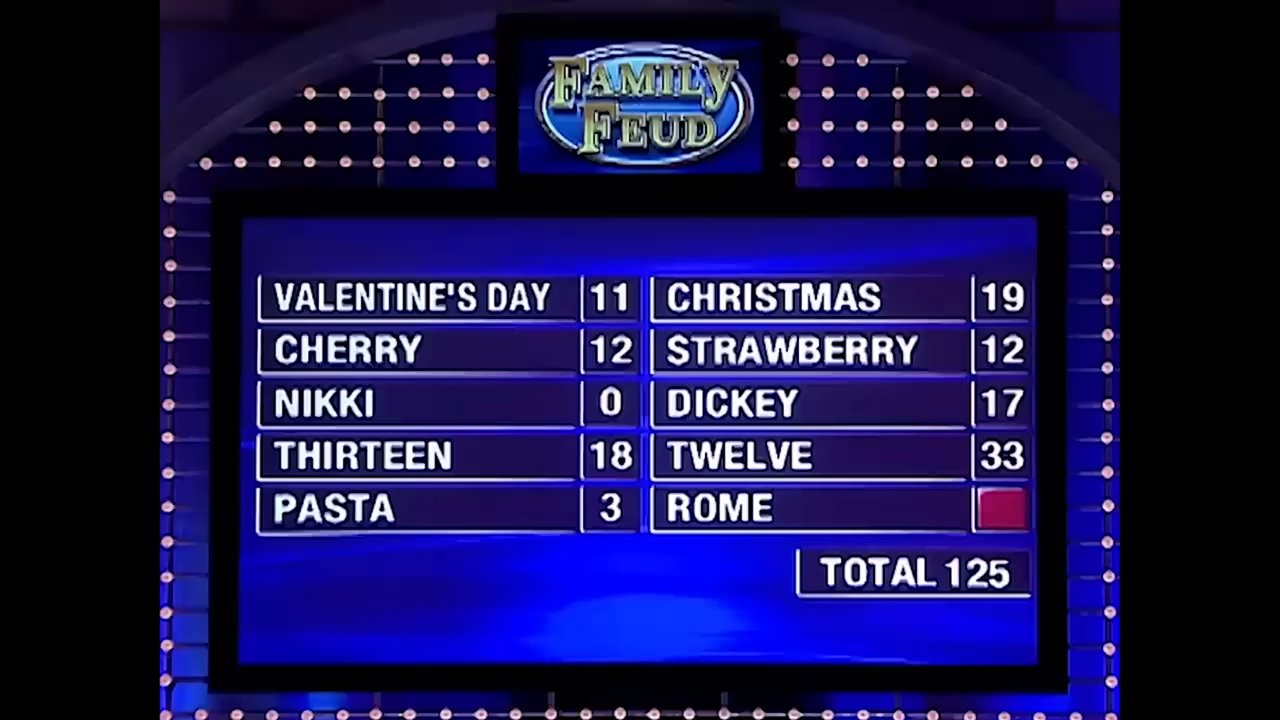 FAMILY
FEUD
VALENTINE'S DAY 11 CHRISTMAS 19
CHERRY 12 STRAWBERRY 12
NIKKI 0 DICKEY 17
THIRTEEN 18 TWELVE 33
PASTA 3 ROME
TOTAL 125